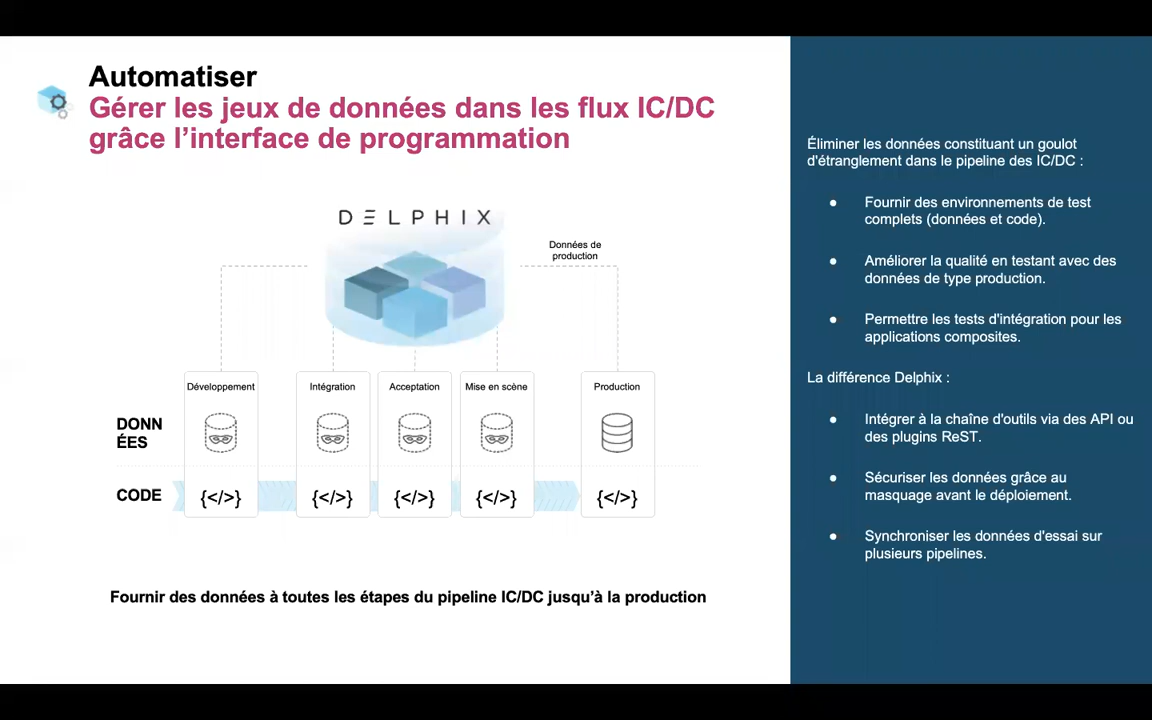 Automatiser
Gérer les jeux de données dans les flux IC/DC
grâce l’interface de programmation
DELPHIX
Données de
production
Développement
Intégration
Acceptation
Mise en scène
Production
DONN
ÉES
CODE
{</>}
{</>}
{</>}
{</>}
{</>}
Fournir des données à toutes les étapes du pipeline IC/DC jusqu’à la production
Éliminer les données constituant un goulot
d'étranglement dans le pipeline des IC/DC :
● Fournir des environnements de test
complets (données et code).
● Améliorer la qualité en testant avec des
données de type production.
● Permettre les tests d'intégration pour les
applications composites.
La différence Delphix :
● Intégrer à la chaîne d'outils via des API ou
des plugins ReST.
● Sécuriser les données grâce au
masquage avant le déploiement.
● Synchroniser les données d'essai sur
plusieurs pipelines.